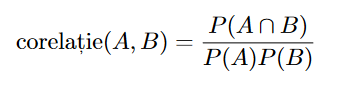 corelație(A, B) = P(A ∩ B) / P(A)P(B)